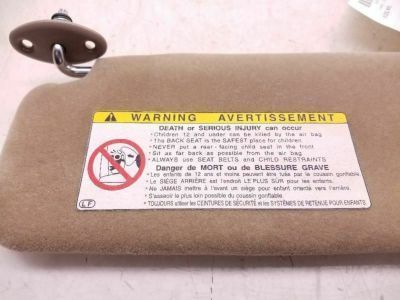 WARNING AVERTISSEMENT
DEATH or SERIOUS INJURY can occur
• Children 12 and under can be killed by the air bag.
• The BACK SEAT is the SAFEST place for children.
• NEVER put a rear-facing child seat in the front.
• Sit as far back as possible from the air bag.
• ALWAYS use SEAT BELTS and CHILD RESTRAINTS
Danger de MORT ou de BLESSURE GRAVE
• Les enfants de 12 ans et moins peuvent être tués par le coussin gonflable
• Le SIÈGE ARRIÈRE est l'endroit LE PLUS SÛR pour les enfants.
• Ne JAMAIS mettre à l'avant un siège pour enfant orienté vers l'arrière.
• S'asseoir le plus loin possible du coussin gonflable.
• TOUJOURS utiliser les CEINTURES DE SÉCURITÉ et les SYSTÈMES DE RETENUE POUR ENFANTS.
LF